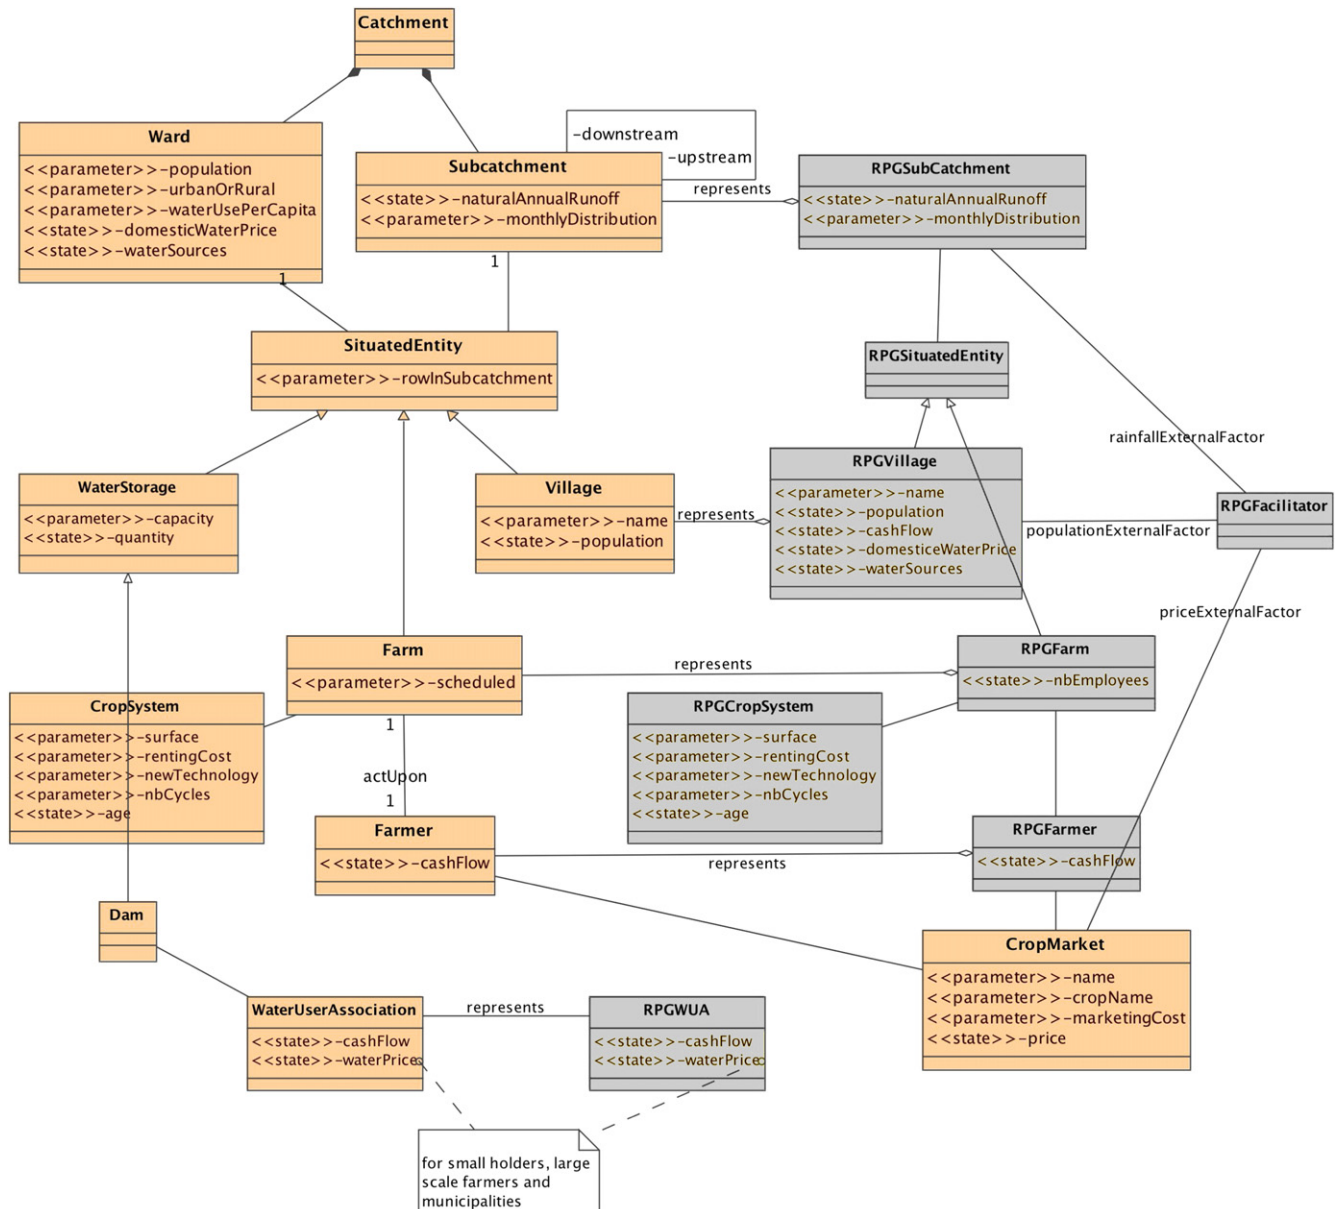 Catchment
Ward
<<parameter>>-population
<<parameter>>-urbanOrRural
<<parameter>>-waterUsePerCapita
<<state>>-domesticWaterPrice
<<state>>-waterSources
1
-downstream
-upstream
Subcatchment
<<state>>-naturalAnnualRunoff
<<parameter>>-monthlyDistribution
1
represents
RPGSubCatchment
<<state>>-naturalAnnualRunoff
<<parameter>>-monthlyDistribution
SituatedEntity
<<parameter>>-rowInSubcatchment
RPGSituatedEntity
rainfallExternalFactor
WaterStorage
<<parameter>>-capacity
<<state>>-quantity
Village
<<parameter>>-name
<<state>>-population
represents
RPGVillage
<<parameter>>-name
<<state>>-population
<<state>>-cashFlow
<<state>>-domesticeWaterPrice
<<state>>-waterSources
populationExternalFactor
RPGFacilitator
priceExternalFactor
Farm
<<parameter>>-scheduled
1
represents
RPGFarm
<<state>>-nbEmployees
CropSystem
<<parameter>>-surface
<<parameter>>-rentingCost
<<parameter>>-newTechnology
<<parameter>>-nbCycles
<<state>>-age
actUpon
1
RPGCropSystem
<<parameter>>-surface
<<parameter>>-rentingCost
<<parameter>>-newTechnology
<<parameter>>-nbCycles
<<state>>-age
Farmer
<<state>>-cashFlow
represents
RPGFarmer
<<state>>-cashFlow
Dam
CropMarket
<<parameter>>-name
<<parameter>>-cropName
<<parameter>>-marketingCost
<<state>>-price
WaterUserAssociation
<<state>>-cashFlow
<<state>>-waterPrice
represents
RPGWUA
<<state>>-cashFlow
<<state>>-waterPrice
for small holders, large
scale farmers and
municipalities